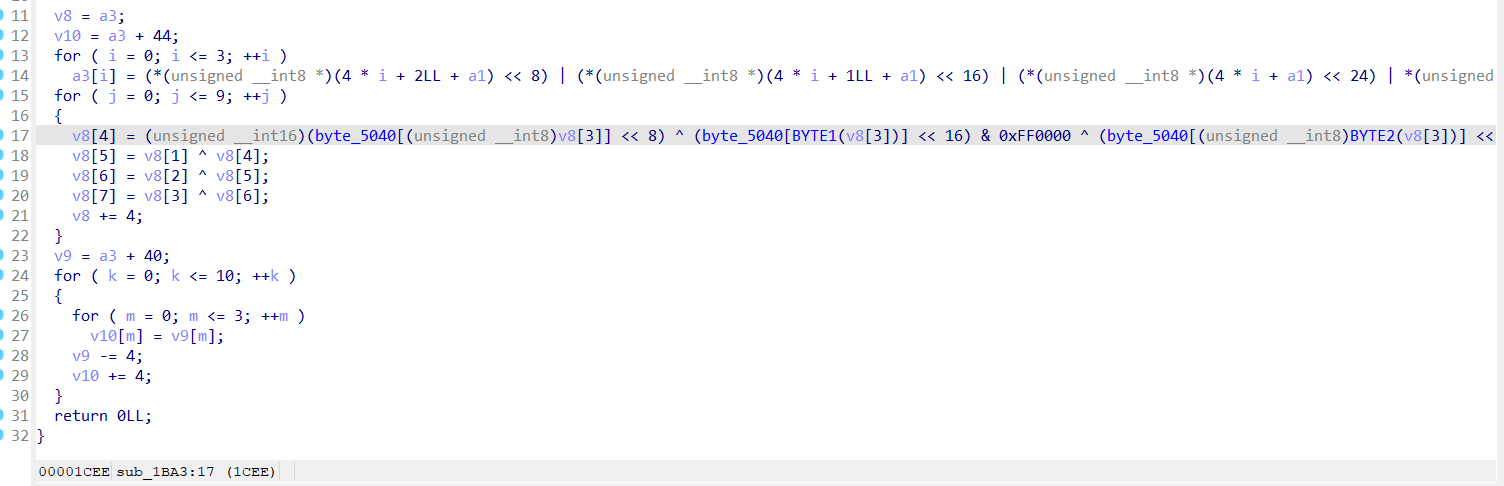 11 v8 = a3;
12 v10 = a3 + 44;
13 for ( i = 0; i <= 3; ++i )
14 a3[i] = (*(unsigned __int8 *)(4 * i + 2LL + a1) << 8) | (*(unsigned __int8 *)(4 * i + 1LL + a1) << 16) | (*(unsigned __int8 *)(4 * i + a1) << 24) | *(unsigned
15 for ( j = 0; j <= 9; ++j )
16 {
17 v8[4] = (unsigned __int16)(byte_5040[(unsigned __int8)v8[3]] << 8) ^ (byte_5040[BYTE1(v8[3])] << 16) & 0xFF0000 ^ (byte_5040[(unsigned __int8)BYTE2(v8[3])] <<
18 v8[5] = v8[1] ^ v8[4];
19 v8[6] = v8[2] ^ v8[5];
20 v8[7] = v8[3] ^ v8[6];
21 v8 += 4;
22 }
23 v9 = a3 + 40;
24 for ( k = 0; k <= 10; ++k )
25 {
26 for ( m = 0; m <= 3; ++m )
27 v10[m] = v9[m];
28 v9 -= 4;
29 v10 += 4;
30 }
31 return 0LL;
32 }
00001CEE sub_1BA3:17 (1CEE)